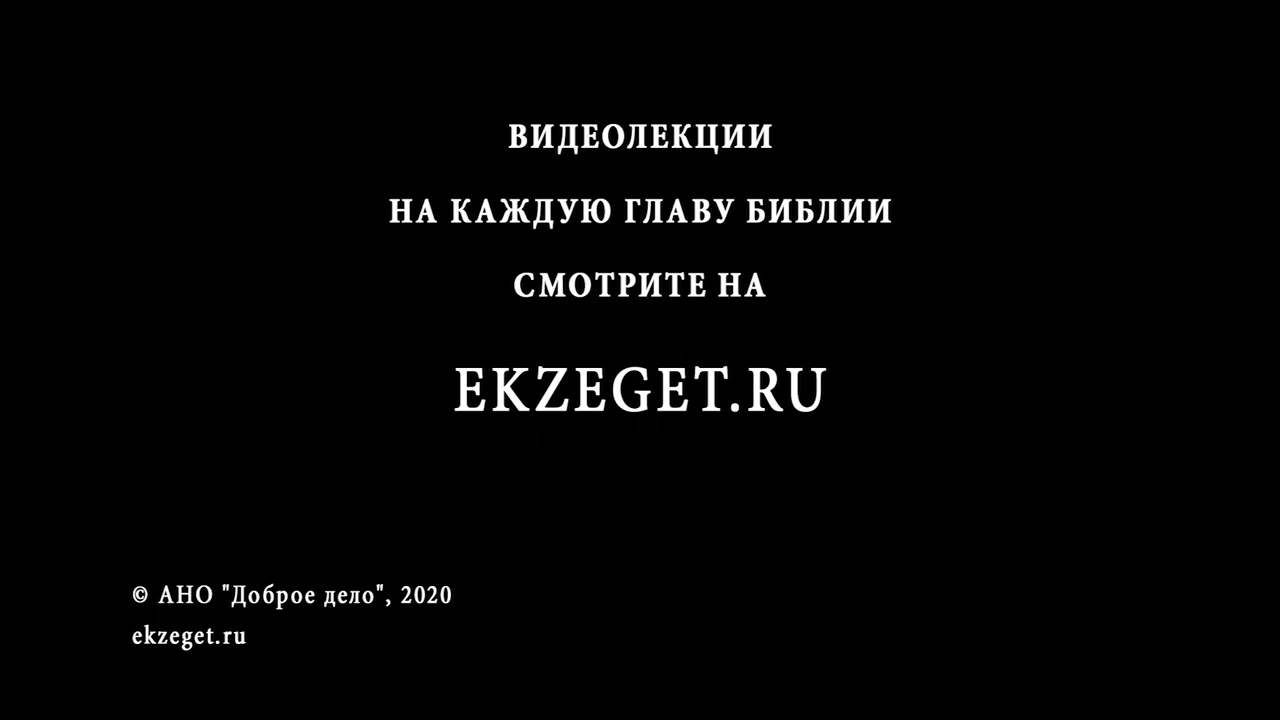 ВИДЕОЛЕКЦИИ
НА КАЖДУЮ ГЛАВУ БИБЛИИ
СМОТРИТЕ НА
EKZEGET.RU
© АНО "Доброе дело", 2020
ekzeget.ru